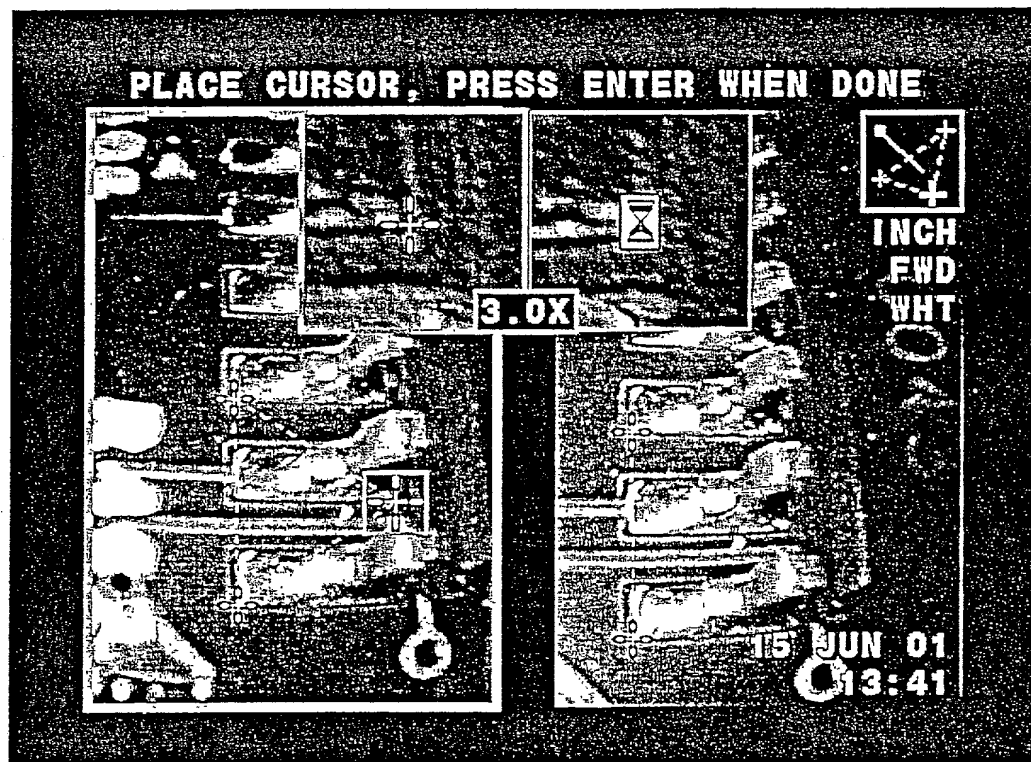 PLACE CURSOR, PRESS ENTER WHEN DONE
INCH
FWD
WHT
3.0X
15 JUN 01
13:41